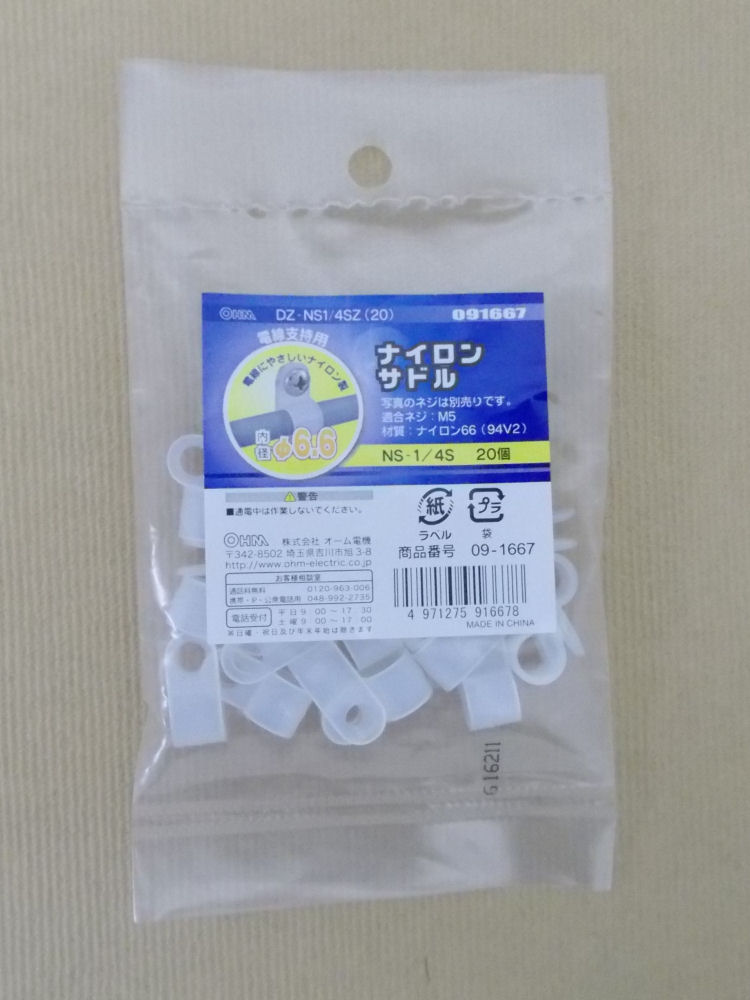 OHM DZ-NS1/4SZ(20) 091667
電線支持用
電線にやさしいナイロン製
内径 φ6.6
ナイロン
サドル
写真のネジは別売りです。
適合ネジ：M5
材質：ナイロン66（94V2）
NS-1/4S 20個
警告
■通電中は作業しないでください。
紙
ラベル
プラ
袋
OHM 株式会社 オーム電機
〒342-8502 埼玉県吉川市旭 3-8
http://www.ohm-electric.co.jp
お客様相談室
通話料無料 0120-963-006
携帯・P・公衆電話用 048-992-2735
電話受付 平日 9：00～17：30
土曜 9：00～17：00
※日曜・祝日及び年末年始は除きます
商品番号 09-1667
4 971275 916678
MADE IN CHINA
G 16211